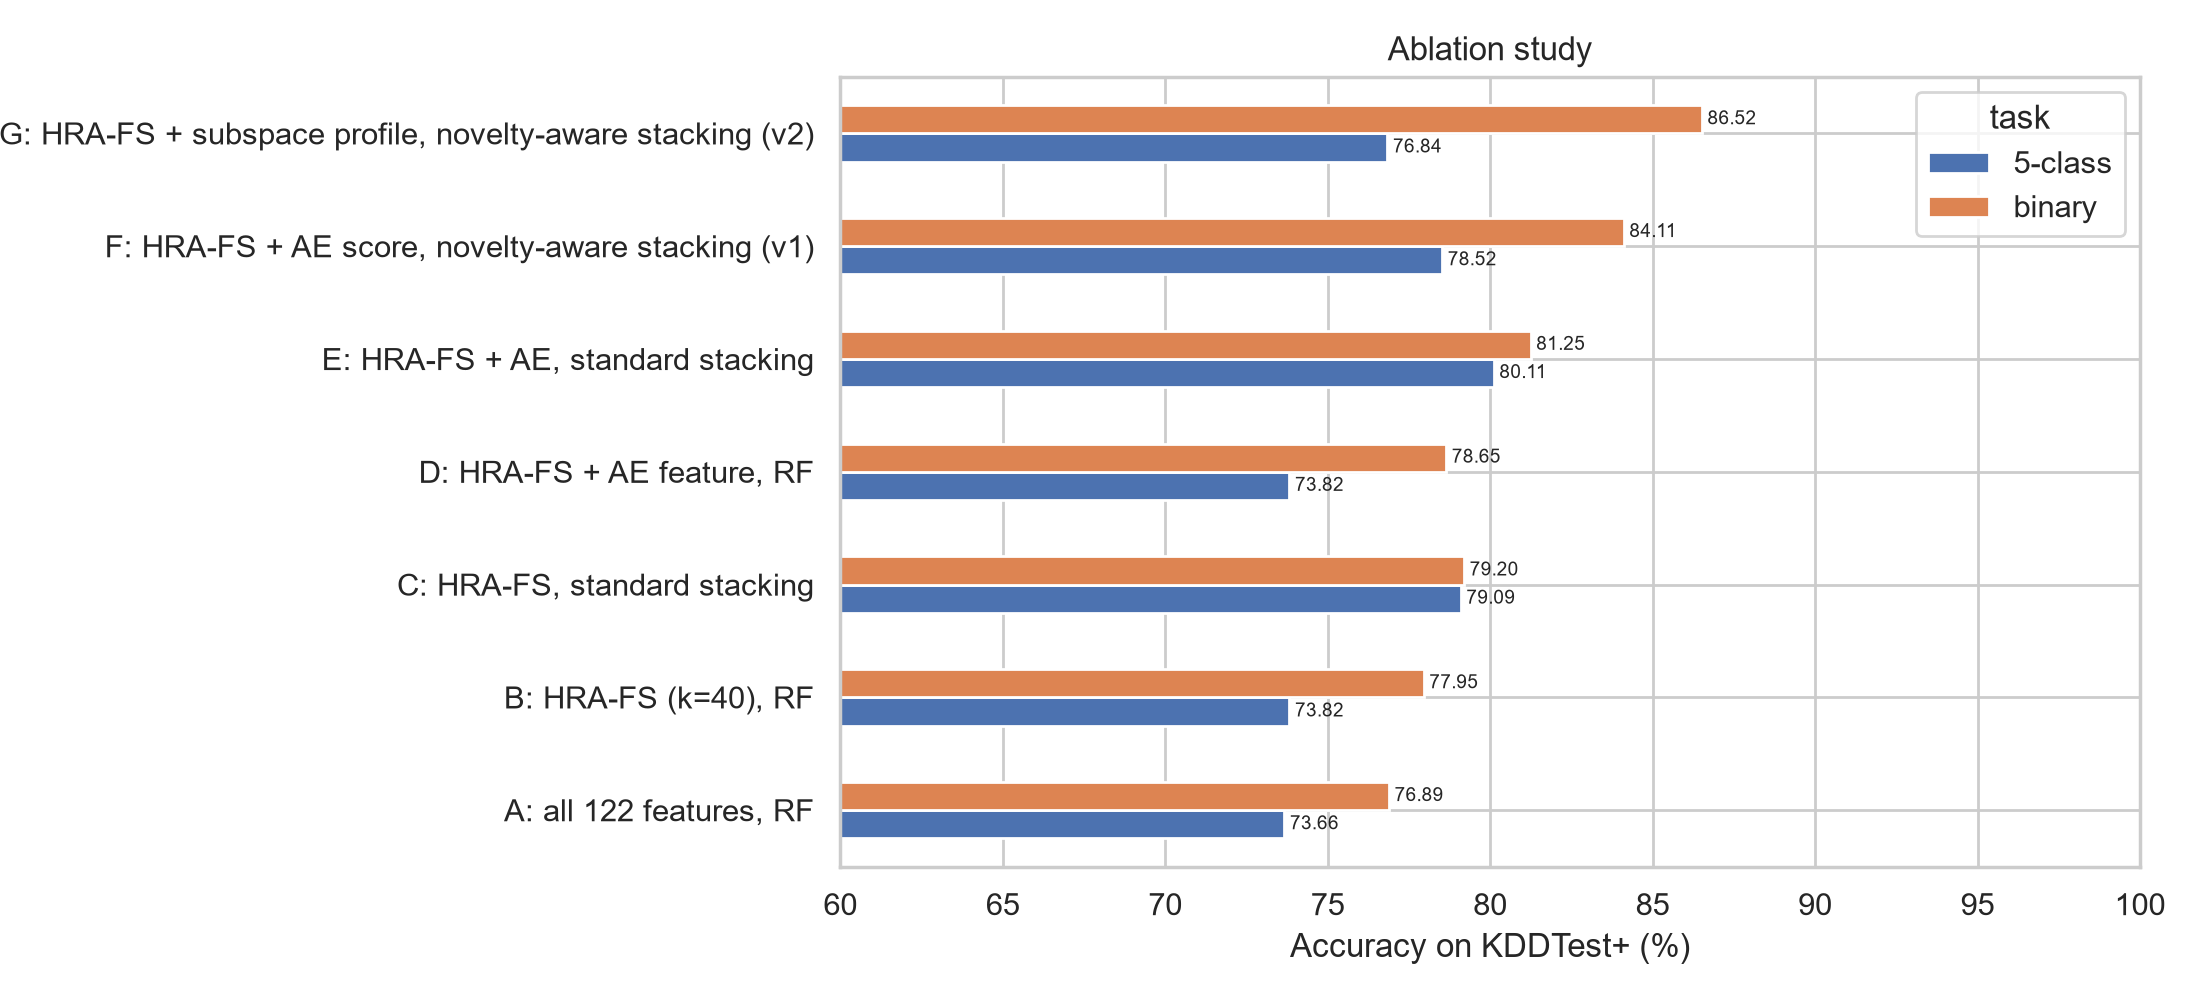 Ablation study
G: HRA-FS + subspace profile, novelty-aware stacking (v2)
86.52
76.84
F: HRA-FS + AE score, novelty-aware stacking (v1)
84.11
78.52
E: HRA-FS + AE, standard stacking
81.25
80.11
D: HRA-FS + AE feature, RF
78.65
73.82
C: HRA-FS, standard stacking
79.20
79.09
B: HRA-FS (k=40), RF
77.95
73.82
A: all 122 features, RF
76.89
73.66
task
5-class
binary
60 65 70 75 80 85 90 95 100
Accuracy on KDDTest+ (%)